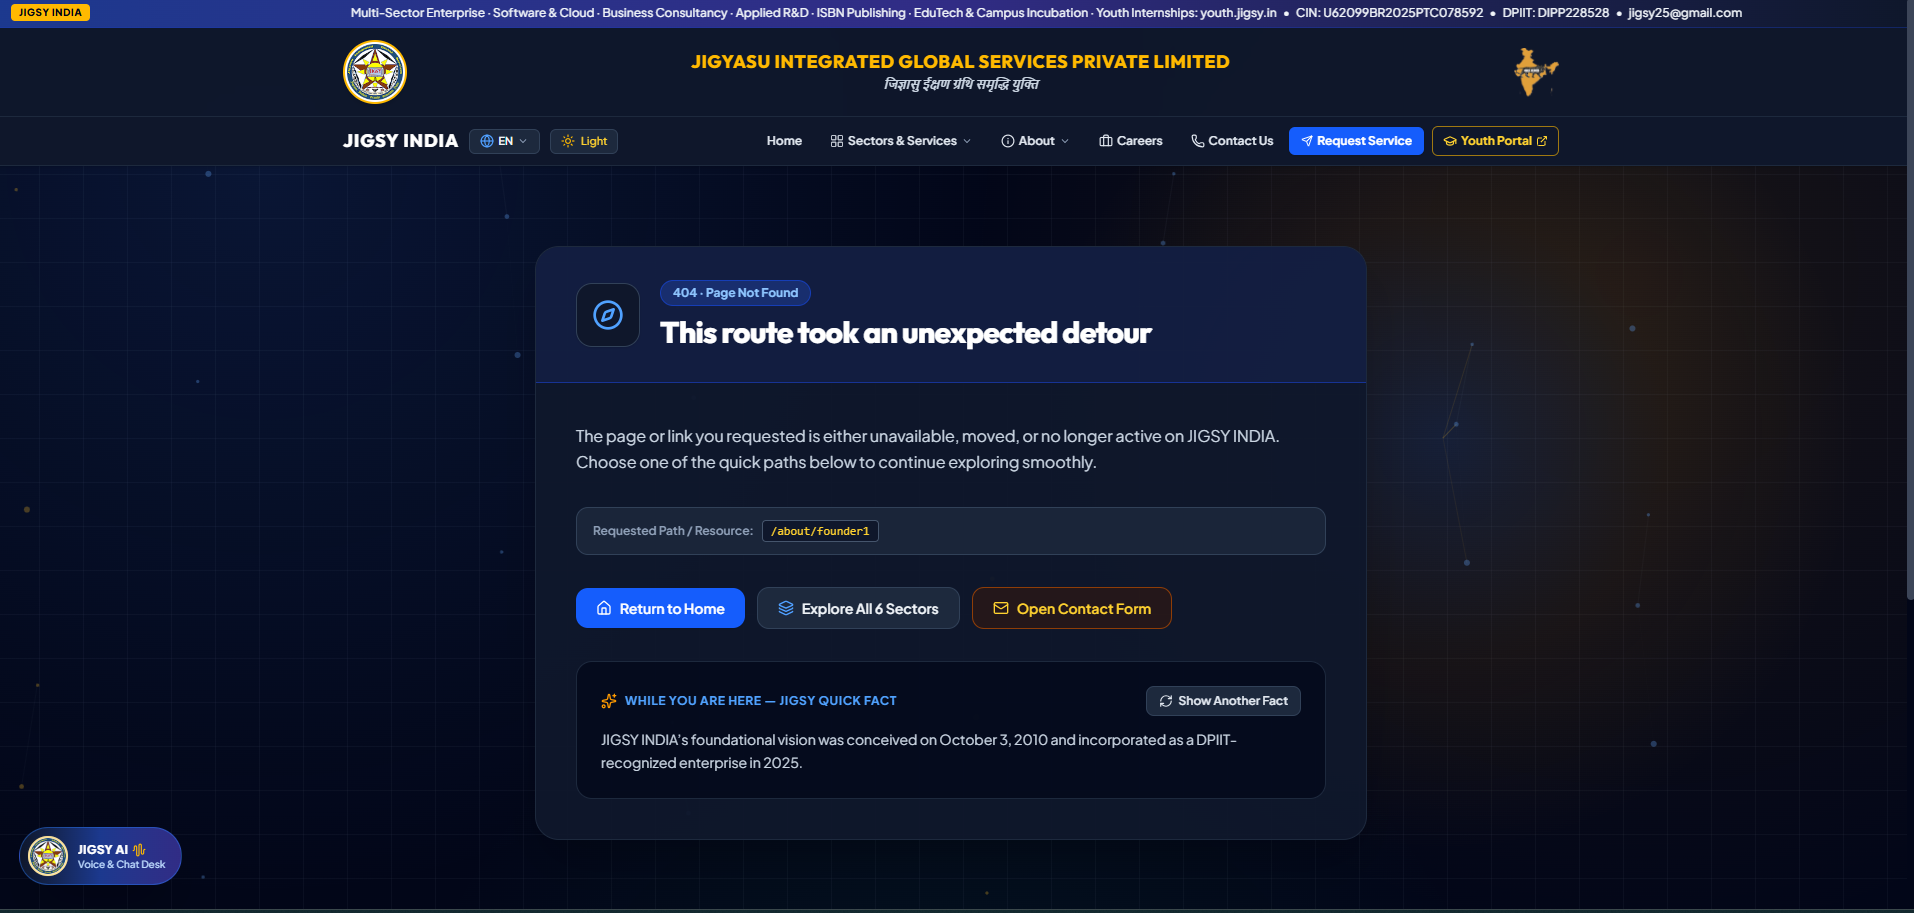 JIGSY INDIA
Multi-Sector Enterprise · Software & Cloud · Business Consultancy · Applied R&D · ISBN Publishing · EduTech & Campus Incubation · Youth Internships: youth.jigsy.in ● CIN: U62099BR2025PTC078592 ● DPIIT: DIPP228528 ● jigsy25@gmail.com
JIGYASU INTEGRATED GLOBAL SERVICES PRIVATE LIMITED
जिज्ञासु ईक्षण ग्रंथि समृद्धि युक्ति
JIGSY INDIA EN Light Home Sectors & Services About Careers Contact Us Request Service Youth Portal
404 · Page Not Found
This route took an unexpected detour
The page or link you requested is either unavailable, moved, or no longer active on JIGSY INDIA.
Choose one of the quick paths below to continue exploring smoothly.
Requested Path / Resource: /about/founder1
Return to Home Explore All 6 Sectors Open Contact Form
WHILE YOU ARE HERE — JIGSY QUICK FACT Show Another Fact
JIGSY INDIA's foundational vision was conceived on October 3, 2010 and incorporated as a DPIIT-
recognized enterprise in 2025.
JIGSY AI
Voice & Chat Desk